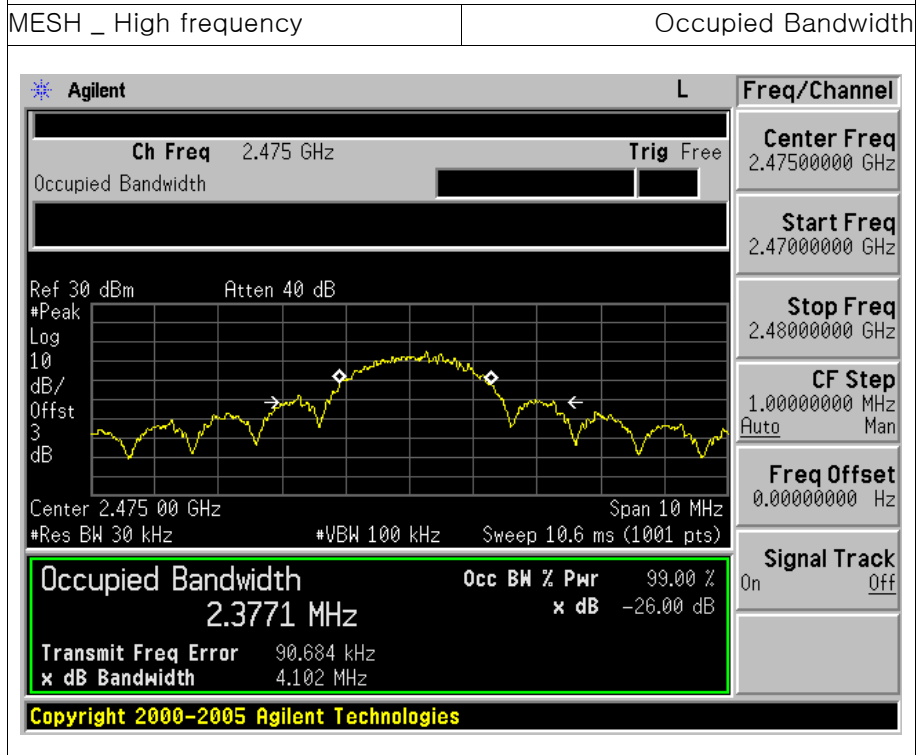 MESH _ High frequency
Occupied Bandwidth
Agilent
L
Freq/Channel
Ch Freq 2.475 GHz
Trig Free
Occupied Bandwidth
Center Freq
2.47500000 GHz
Start Freq
2.47000000 GHz
Stop Freq
2.48000000 GHz
CF Step
1.00000000 MHz
Auto Man
Freq Offset
0.00000000 Hz
Signal Track
On Off
Ref 30 dBm
Atten 40 dB
#Peak
Log
10
dB/
Offst
3
dB
Center 2.475 00 GHz
Span 10 MHz
#Res BW 30 kHz
#VBW 100 kHz
Sweep 10.6 ms (1001 pts)
Occupied Bandwidth
2.3771 MHz
Occ BW % Pwr 99.00 %
x dB -26.00 dB
Transmit Freq Error 90.684 kHz
x dB Bandwidth 4.102 MHz
Copyright 2000-2005 Agilent Technologies